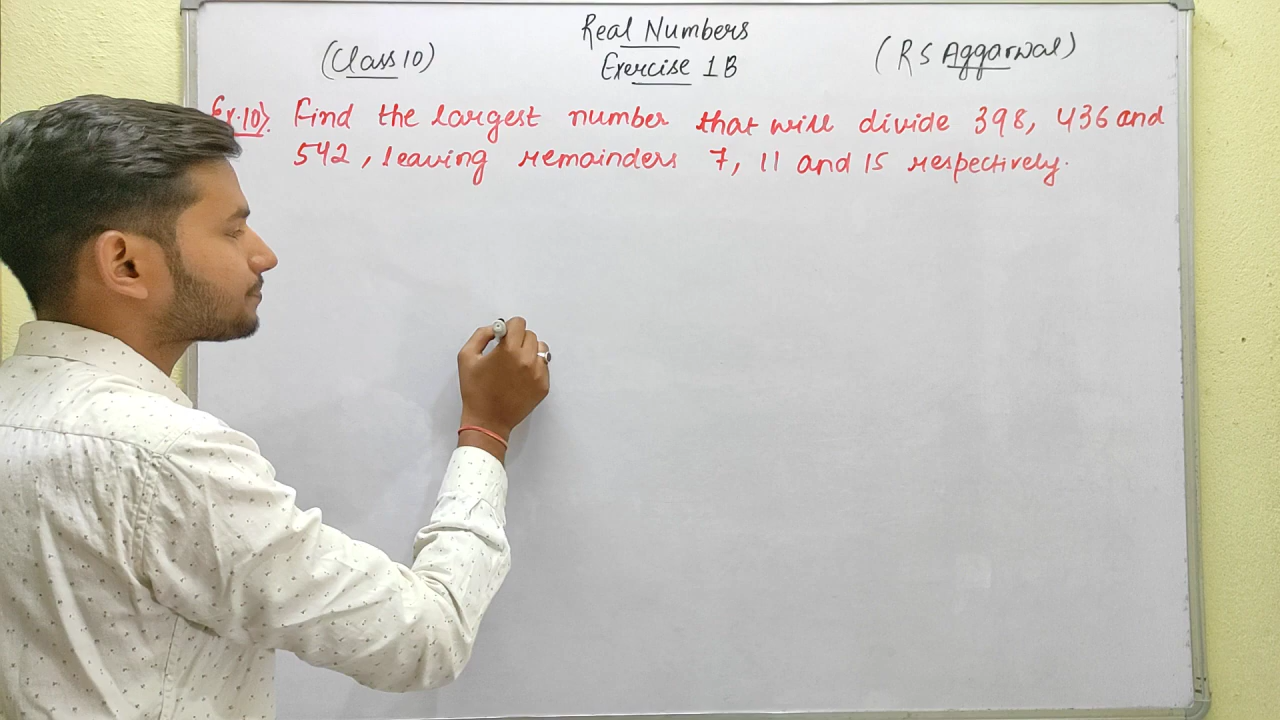 Real Numbers
(Class 10) Exercise 1B (RS Aggarwal)
Ex.10). Find the largest number that will divide 398, 436 and
542, leaving remainders 7, 11 and 15 respectively.